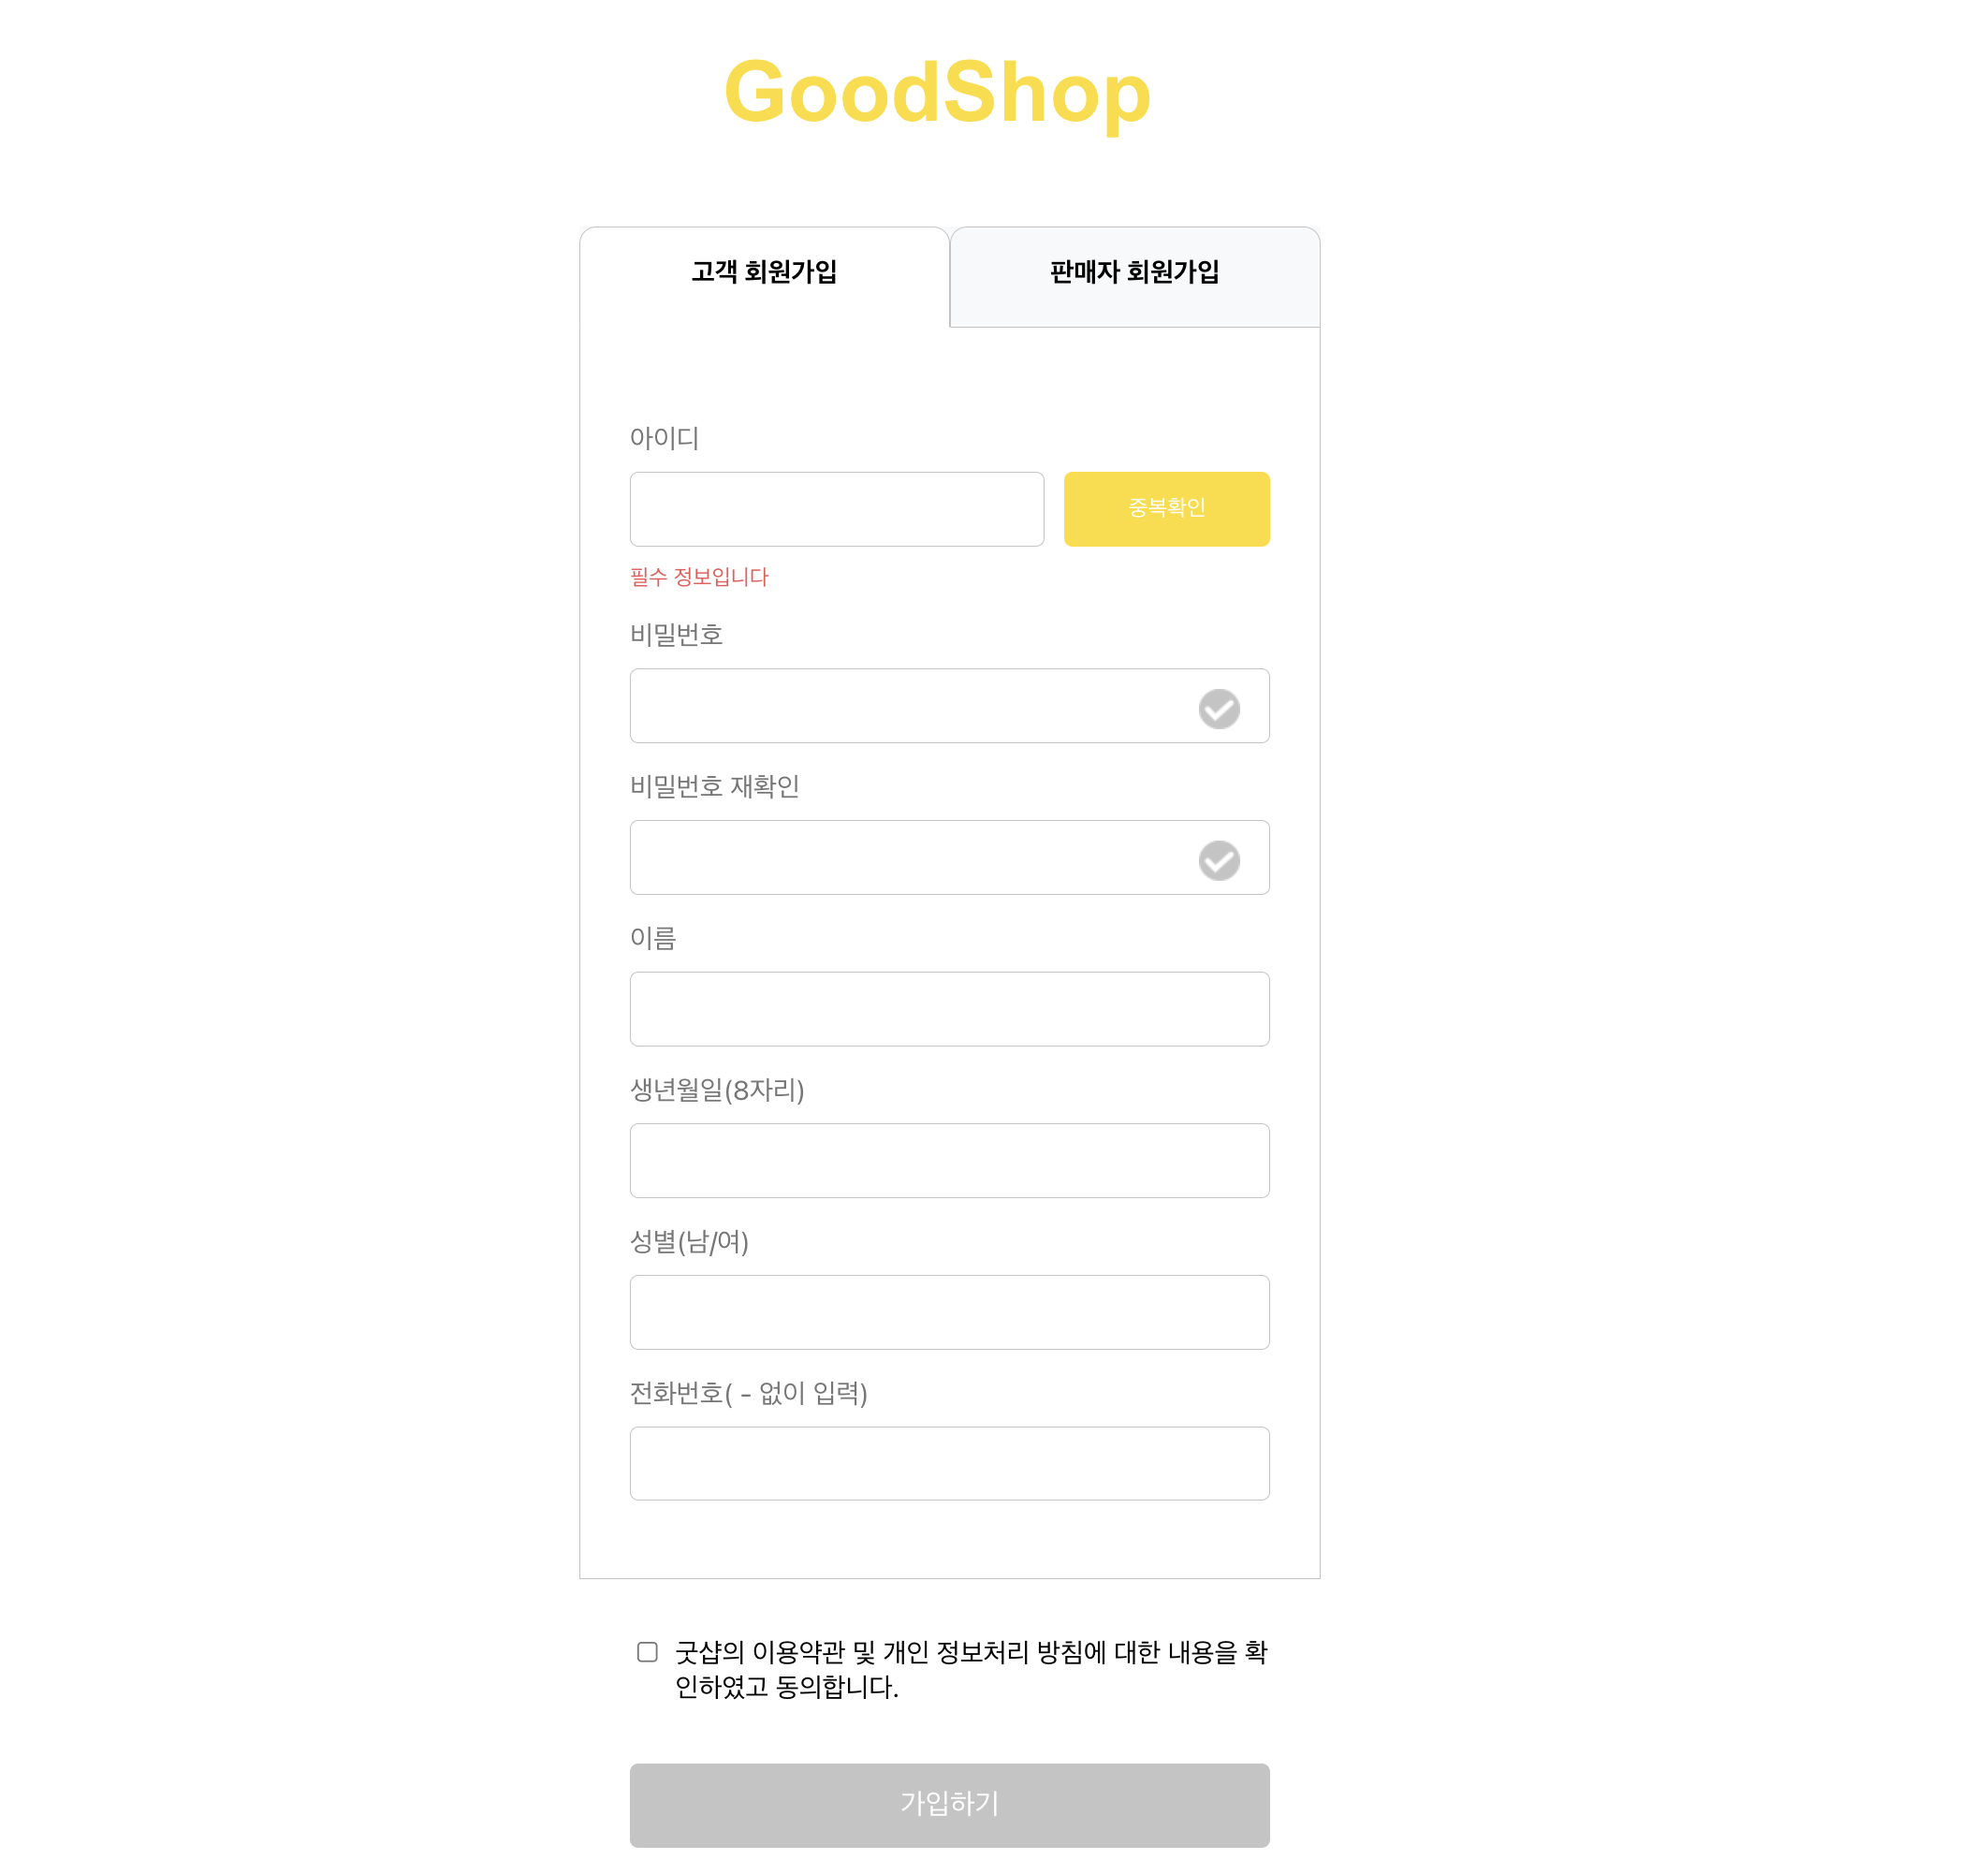 GoodShop
고객 회원가입
판매자 회원가입
아이디
중복확인
필수 정보입니다
비밀번호
비밀번호 재확인
이름
생년월일(8자리)
성별(남/여)
전화번호( - 없이 입력)
굿샵의 이용약관 및 개인 정보처리 방침에 대한 내용을 확
인하였고 동의합니다.
가입하기